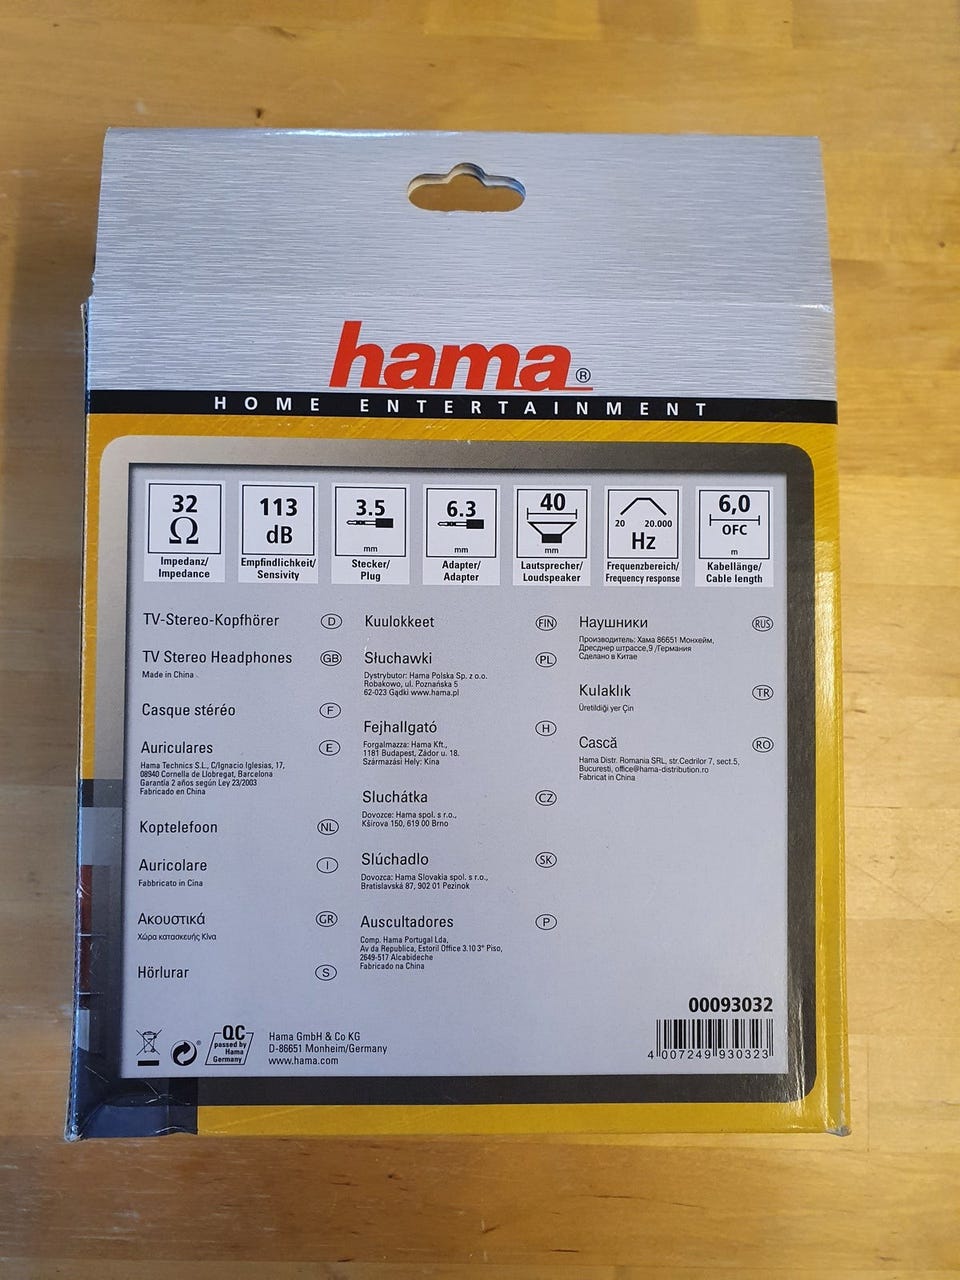 hama®
HOME ENTERTAINMENT
32
Ω
Impedanz/
Impedance
113
dB
Empfindlichkeit/
Sensivity
3.5
mm
Stecker/
Plug
6.3
mm
Adapter/
Adapter
40
mm
Lautsprecher/
Loudspeaker
20 20.000
Hz
Frequenzbereich/
Frequency response
6,0
OFC
m
Kabellänge/
Cable length
TV-Stereo-Kopfhörer D
TV Stereo Headphones GB
Made in China
Casque stéréo F
Auriculares E
Hama Technics S.L., C/Ignacio Iglesias, 17,
08940 Cornella de Llobregat, Barcelona
Garantía 2 años según Ley 23/2003
Fabricado en China
Koptelefoon NL
Auricolare I
Fabbricato in Cina
Ακουστικά GR
Χώρα κατασκευής Κίνα
Hörlurar S
Kuulokkeet FIN
Słuchawki PL
Dystrybutor: Hama Polska Sp. z o.o.
Robakowo, ul. Poznańska 5
62-023 Gądki www.hama.pl
Fejhallgató H
Forgalmazza: Hama Kft.,
1181 Budapest, Zádor u. 18.
Származási Hely: Kína
Sluchátka CZ
Dovozce: Hama spol. s r.o.,
Kšírova 150, 619 00 Brno
Slúchadlo SK
Dovozca: Hama Slovakia spol. s r.o.,
Bratislavská 87, 902 01 Pezinok
Auscultadores P
Comp. Hama Portugal Lda,
Av da Republica, Estoril Office 3.10 3° Piso,
2649-517 Alcabideche
Fabricado na China
Наушники RUS
Производитель: Хама 86651 Монхейм,
Дресднер штрассе,9 /Германия
Сделано в Китае
Kulaklık TR
Üretildiği yer Çin
Cască RO
Hama Distr. Romania SRL, str.Cedrilor 7, sect.5,
Bucuresti, office@hama-distribution.ro
Fabricat in China
QC
passed by
Hama
Germany
Hama GmbH & Co KG
D-86651 Monheim/Germany
www.hama.com
00093032
4 007249 930323